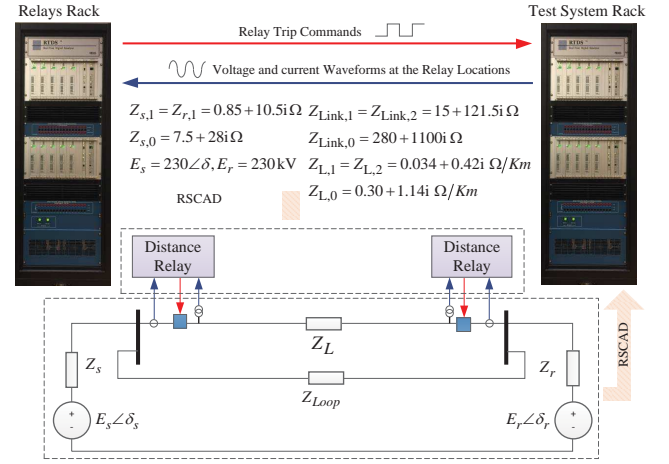 Relays Rack
Relay Trip Commands
Test System Rack
RTDS
RTDS
Voltage and current Waveforms at the Relay Locations
Z_{s,1} = Z_{r,1} = 0.85 + 10.5i Ω Z_{Link,1} = Z_{Link,2} = 15 + 121.5i Ω
Z_{s,0} = 7.5 + 28i Ω Z_{Link,0} = 280 + 1100i Ω
E_s = 230∠δ, E_r = 230 kV Z_{L,1} = Z_{L,2} = 0.034 + 0.42i Ω/Km
RSCAD Z_{L,0} = 0.30 + 1.14i Ω/Km
Distance Relay
Distance Relay
Z_L
Z_s
Z_{Loop}
Z_r
RSCAD
+
-
E_s∠δ_s
E_r∠δ_r
+
-